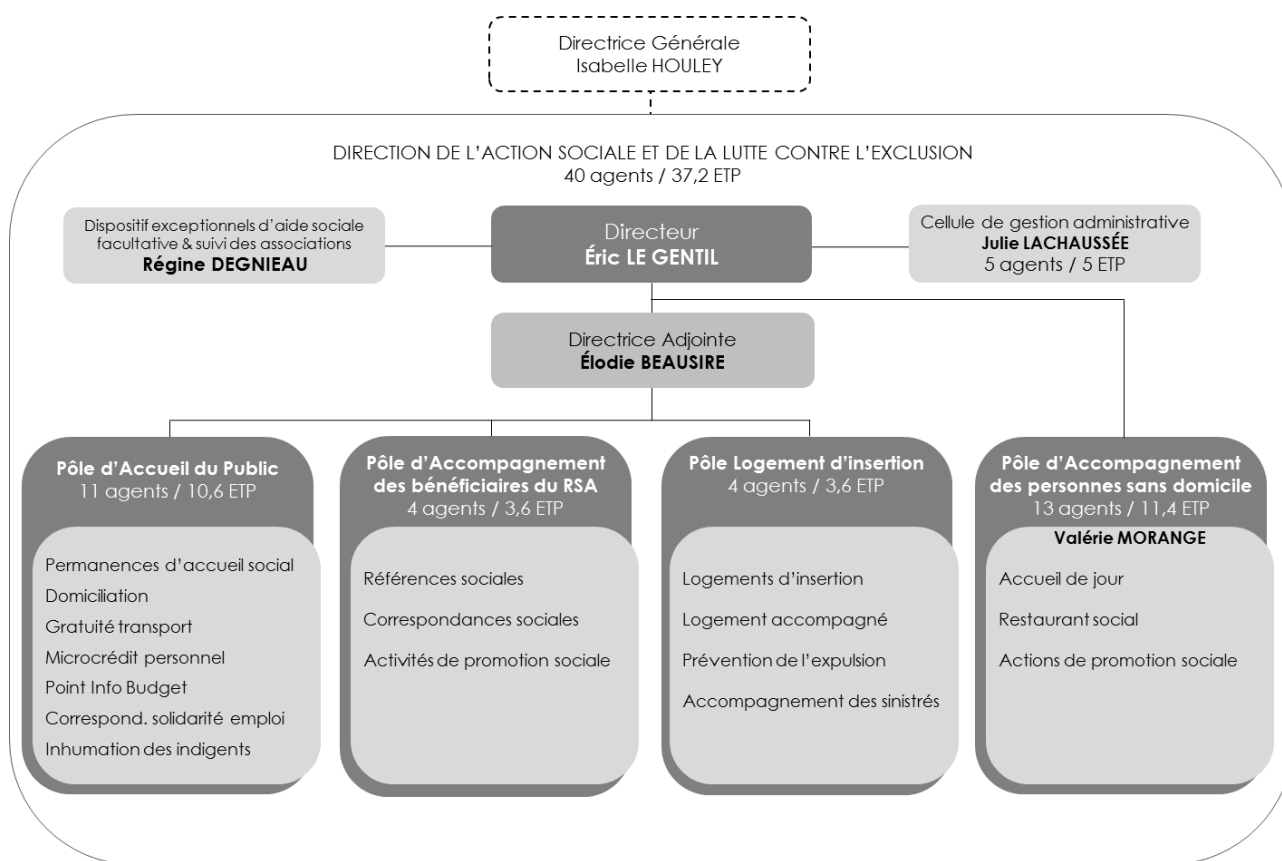 Directrice Générale
Isabelle HOULEY
DIRECTION DE L'ACTION SOCIALE ET DE LA LUTTE CONTRE L'EXCLUSION
40 agents / 37,2 ETP
Dispositif exceptionnels d'aide sociale
facultative & suivi des associations
Régine DEGNIEAU
Directeur
Éric LE GENTIL
Cellule de gestion administrative
Julie LACHAUSSÉE
5 agents / 5 ETP
Directrice Adjointe
Élodie BEAUSIRE
Pôle d'Accueil du Public
11 agents / 10,6 ETP
Permanences d'accueil social
Domiciliation
Gratuité transport
Microcrédit personnel
Point Info Budget
Correspond. solidarité emploi
Inhumation des indigents
Pôle d'Accompagnement
des bénéficiaires du RSA
4 agents / 3,6 ETP
Références sociales
Correspondances sociales
Activités de promotion sociale
Pôle Logement d'insertion
4 agents / 3,6 ETP
Logements d'insertion
Logement accompagné
Prévention de l'expulsion
Accompagnement des sinistrés
Pôle d'Accompagnement
des personnes sans domicile
13 agents / 11,4 ETP
Valérie MORANGE
Accueil de jour
Restaurant social
Actions de promotion sociale